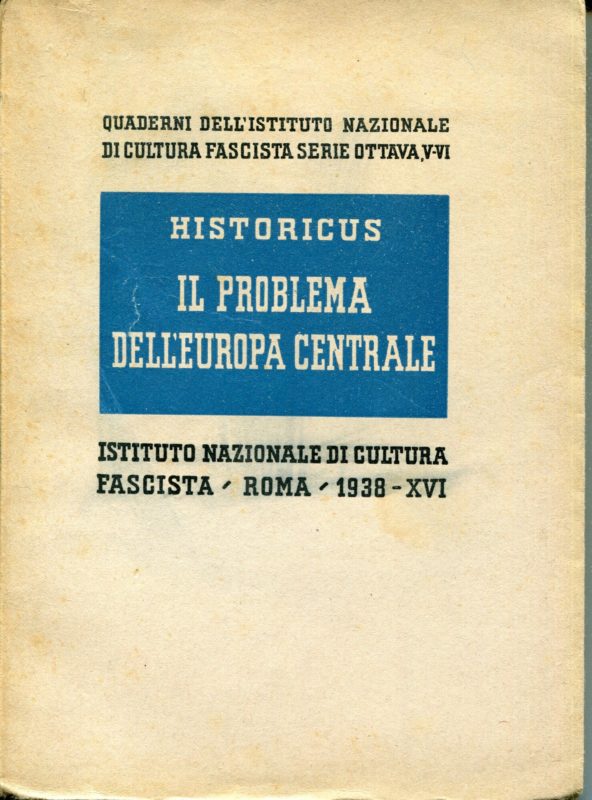 QUADERNI DELL'ISTITUTO NAZIONALE
DI CULTURA FASCISTA SERIE OTTAVA, V-VI
HISTORICUS
IL PROBLEMA
DELL'EUROPA CENTRALE
ISTITUTO NAZIONALE DI CULTURA
FASCISTA - ROMA - 1938 - XVI